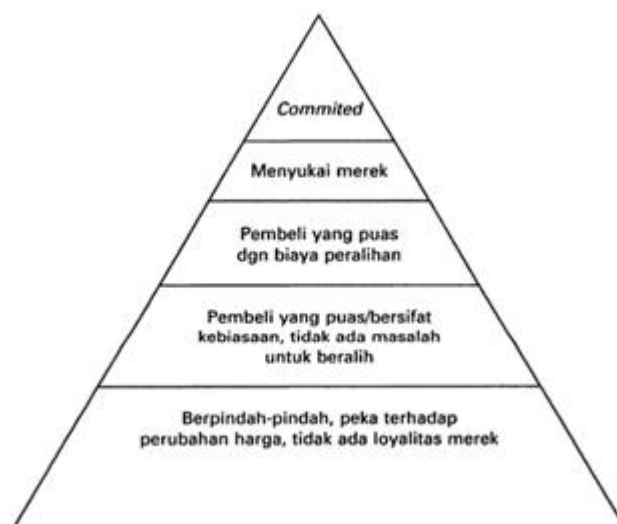 Commited
Menyukai merek
Pembeli yang puas
dgn biaya peralihan
Pembeli yang puas/bersifat
kebiasaan, tidak ada masalah
untuk beralih
Berpindah-pindah, peka terhadap
perubahan harga, tidak ada loyalitas merek